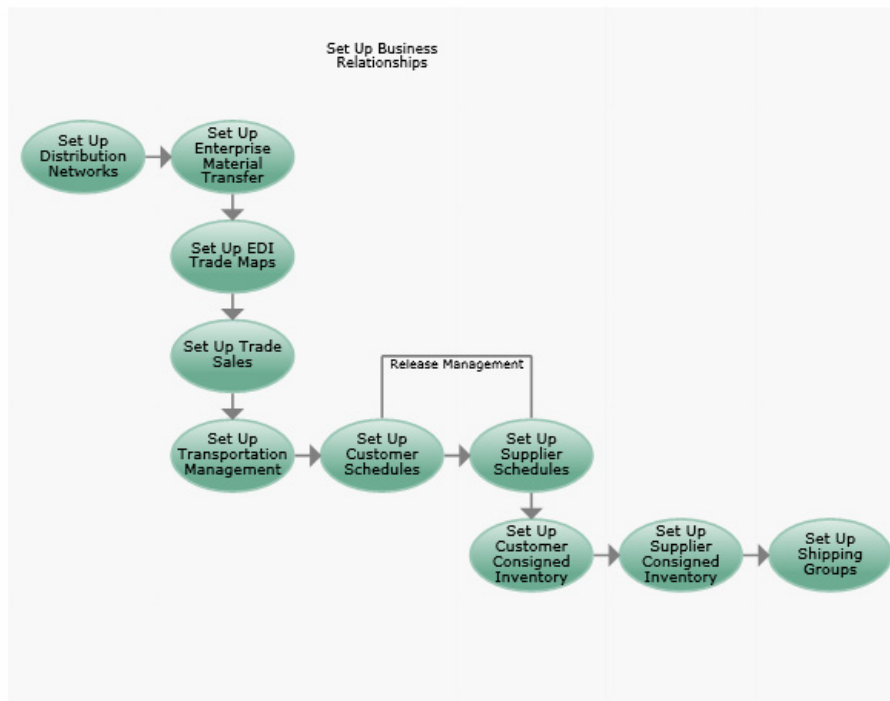 Set Up Business
Relationships
Set Up
Distribution
Networks
Set Up
Enterprise
Material
Transfer
Set Up EDI
Trade Maps
Set Up Trade
Sales
Release Management
Set Up
Transportation
Management
Set Up
Customer
Schedules
Set Up
Supplier
Schedules
Set Up
Customer
Consigned
Inventory
Set Up
Supplier
Consigned
Inventory
Set Up
Shipping
Groups